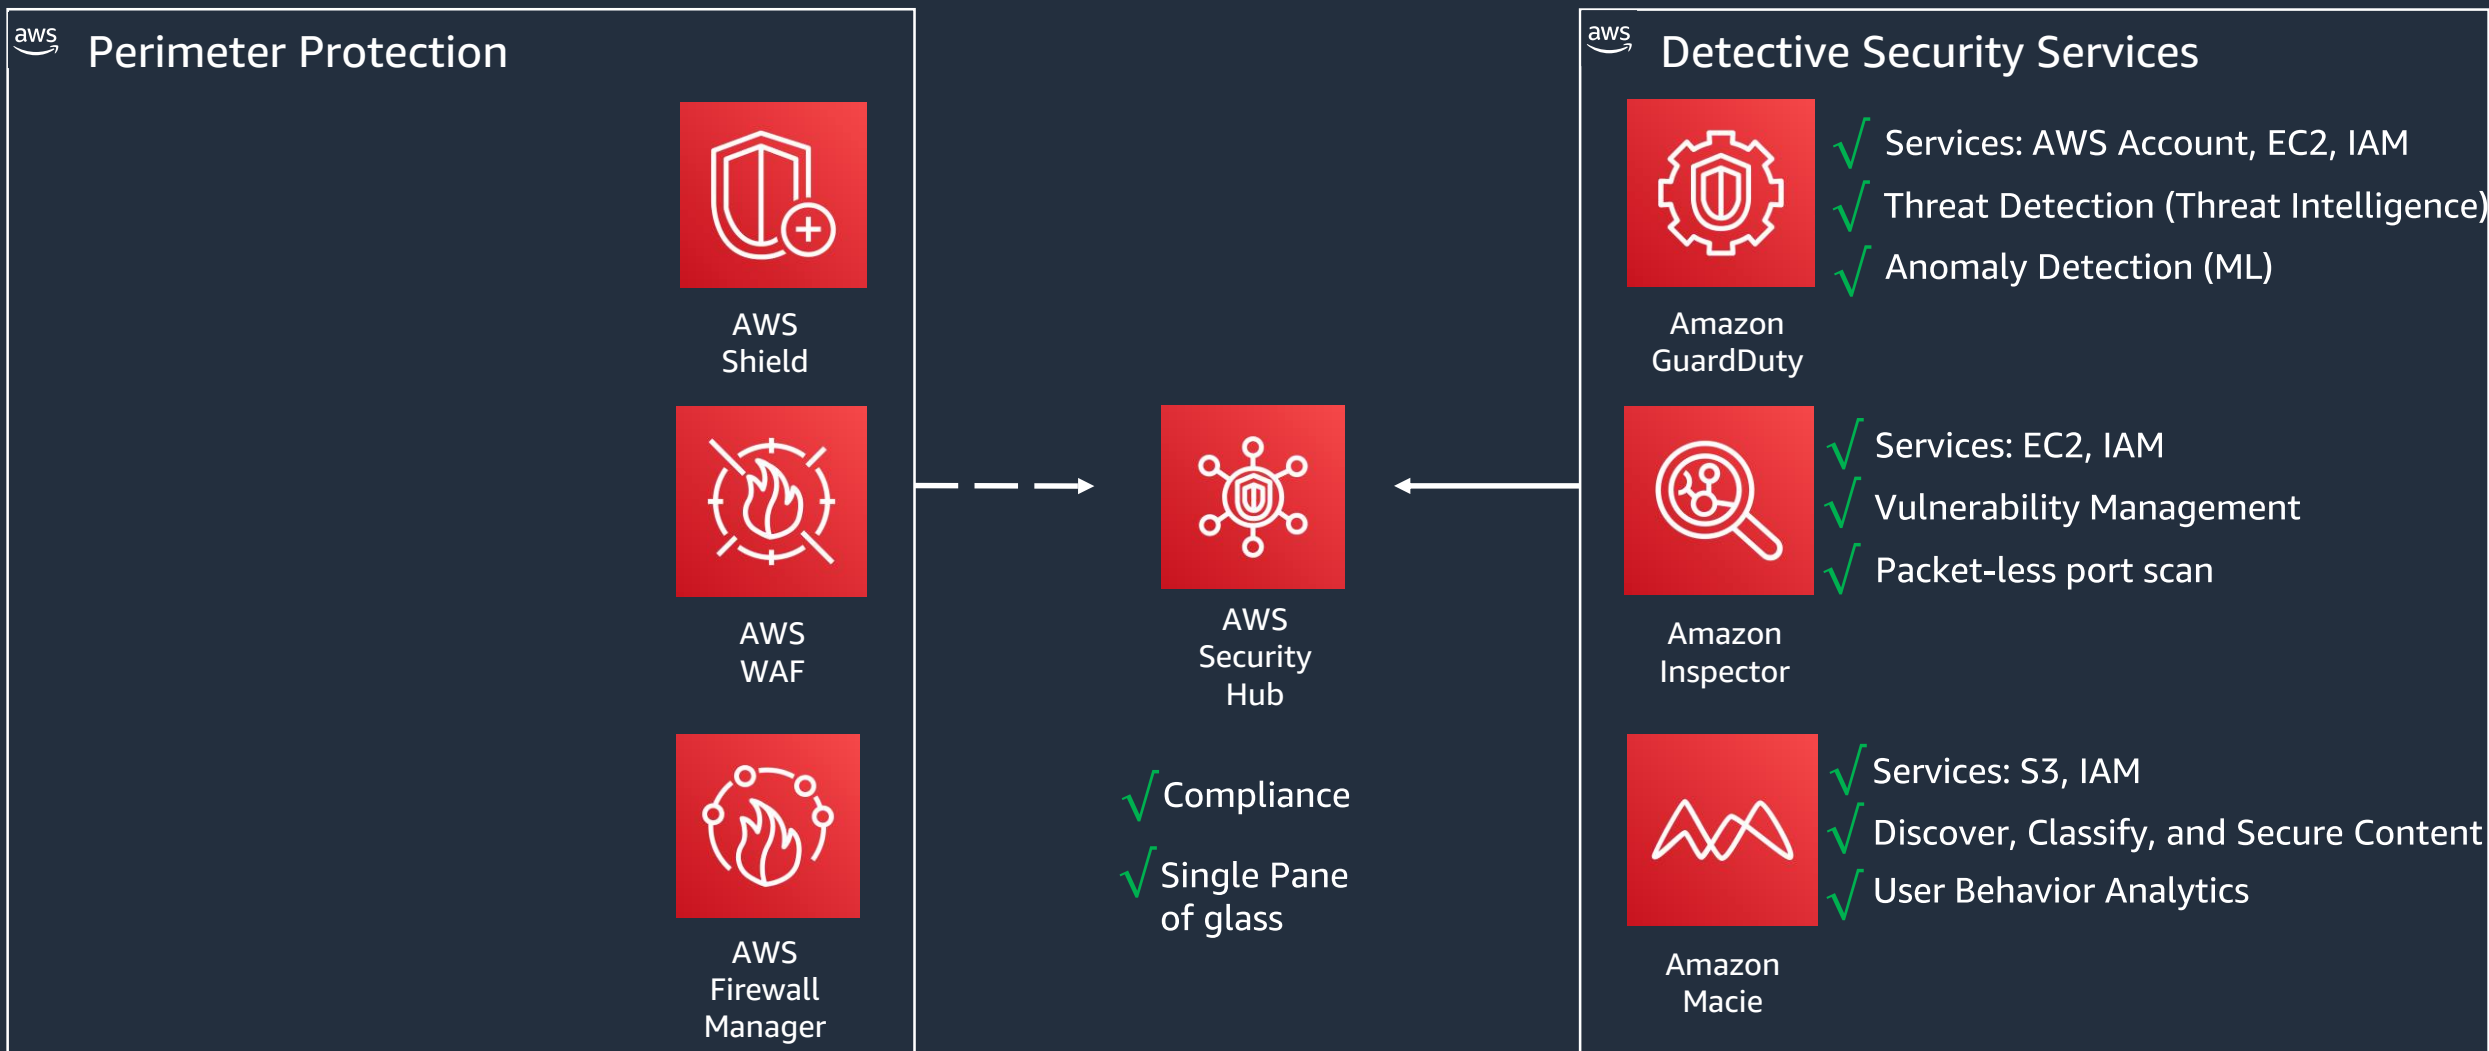 aws
Perimeter Protection
AWS
Shield
AWS
WAF
AWS
Firewall
Manager
AWS
Security
Hub
√ Compliance
√ Single Pane
of glass
aws
Detective Security Services
Amazon
GuardDuty
√ Services: AWS Account, EC2, IAM
√ Threat Detection (Threat Intelligence)
√ Anomaly Detection (ML)
Amazon
Inspector
√ Services: EC2, IAM
√ Vulnerability Management
√ Packet-less port scan
Amazon
Macie
√ Services: S3, IAM
√ Discover, Classify, and Secure Content
√ User Behavior Analytics